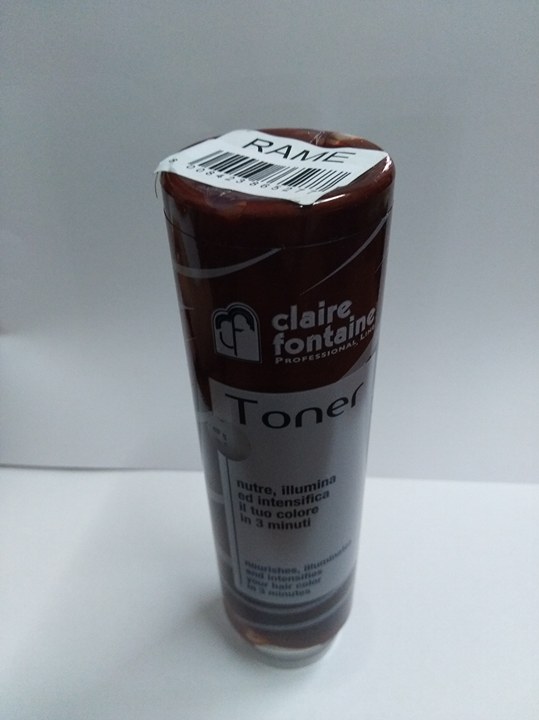 RAME
claire
fontaine
PROFESSIONAL LINE
Toner
nutre, illumina
ed intensifica
il tuo colore
in 3 minuti
nourishes, illuminates
and intensifies
your hair color
in 3 minutes